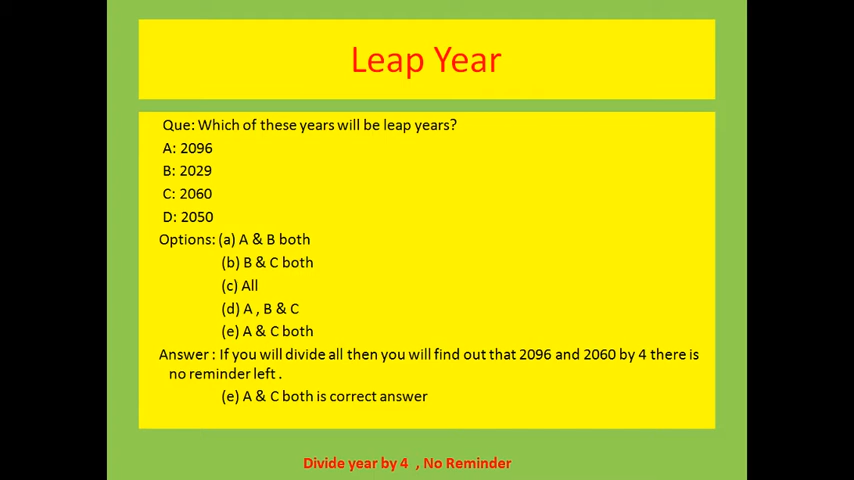 Leap Year
Que: Which of these years will be leap years?
A: 2096
B: 2029
C: 2060
D: 2050
Options: (a) A & B both
(b) B & C both
(c) All
(d) A , B & C
(e) A & C both
Answer : If you will divide all then you will find out that 2096 and 2060 by 4 there is
no reminder left .
(e) A & C both is correct answer
Divide year by 4 , No Reminder